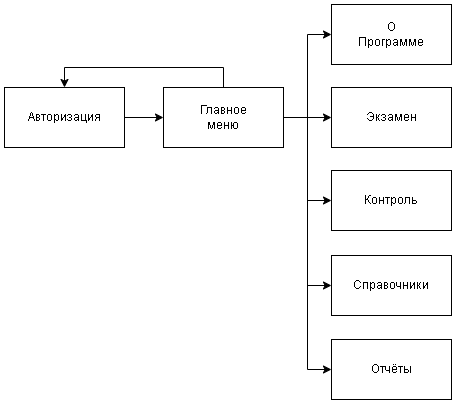 О
Программе
Авторизация
Главное
меню
Экзамен
Контроль
Справочники
Отчёты